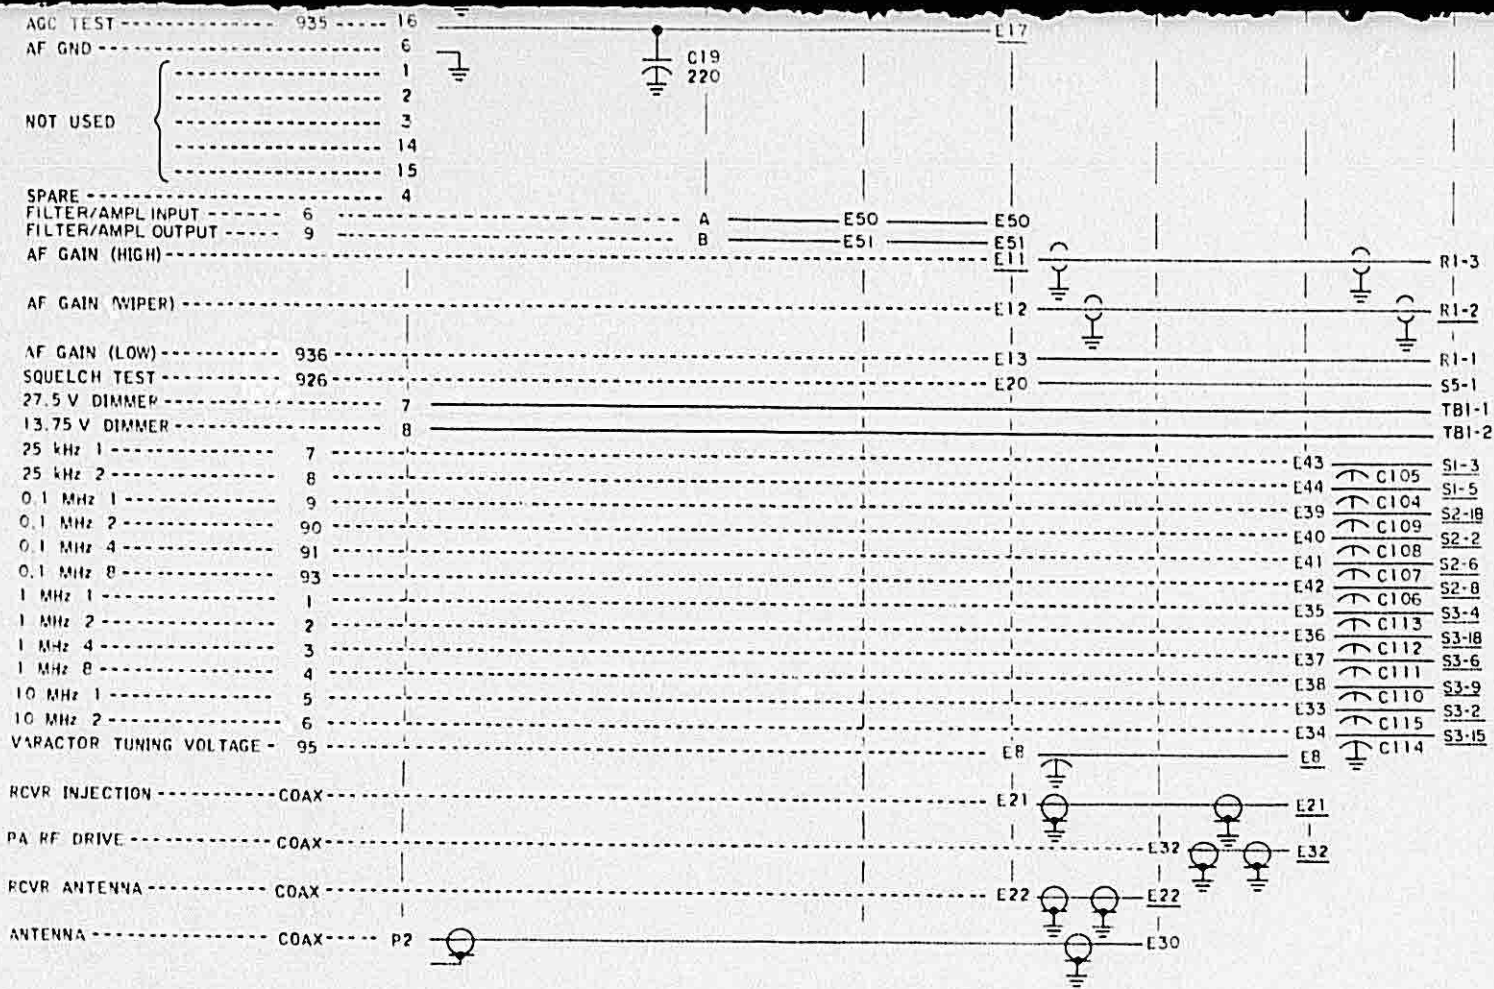 AGC TEST 935 16 E17
AF GND 6
C19
220
1
2
NOT USED 3
14
15
SPARE 4
FILTER/AMPL INPUT 6 A E50 E50
FILTER/AMPL OUTPUT 9 B E51 E51
AF GAIN (HIGH) E11 R1-3
AF GAIN (WIPER) E12 R1-2
AF GAIN (LOW) 936 E13 R1-1
SQUELCH TEST 926 E20 S5-1
27.5 V DIMMER 7 TB1-1
13.75 V DIMMER 8 TB1-2
25 kHz 1 7 E43 S1-3
C105
25 kHz 2 8 E44 S1-5
C104
0.1 MHz 1 9 E39 S2-18
C109
0.1 MHz 2 90 E40 S2-2
C108
0.1 MHz 4 91 E41 S2-6
C107
0.1 MHz 8 93 E42 S2-8
C106
1 MHz 1 1 E35 S3-4
C113
1 MHz 2 2 E36 S3-18
C112
1 MHz 4 3 E37 S3-6
C111
1 MHz 8 4 E38 S3-9
C110
10 MHz 1 5 E33 S3-2
C115
10 MHz 2 6 E34 S3-15
C114
VARACTOR TUNING VOLTAGE 95 E8 E8
RCVR INJECTION COAX E21 E21
PA RF DRIVE COAX E32 E32
RCVR ANTENNA COAX E22 E22
ANTENNA COAX P2 E30